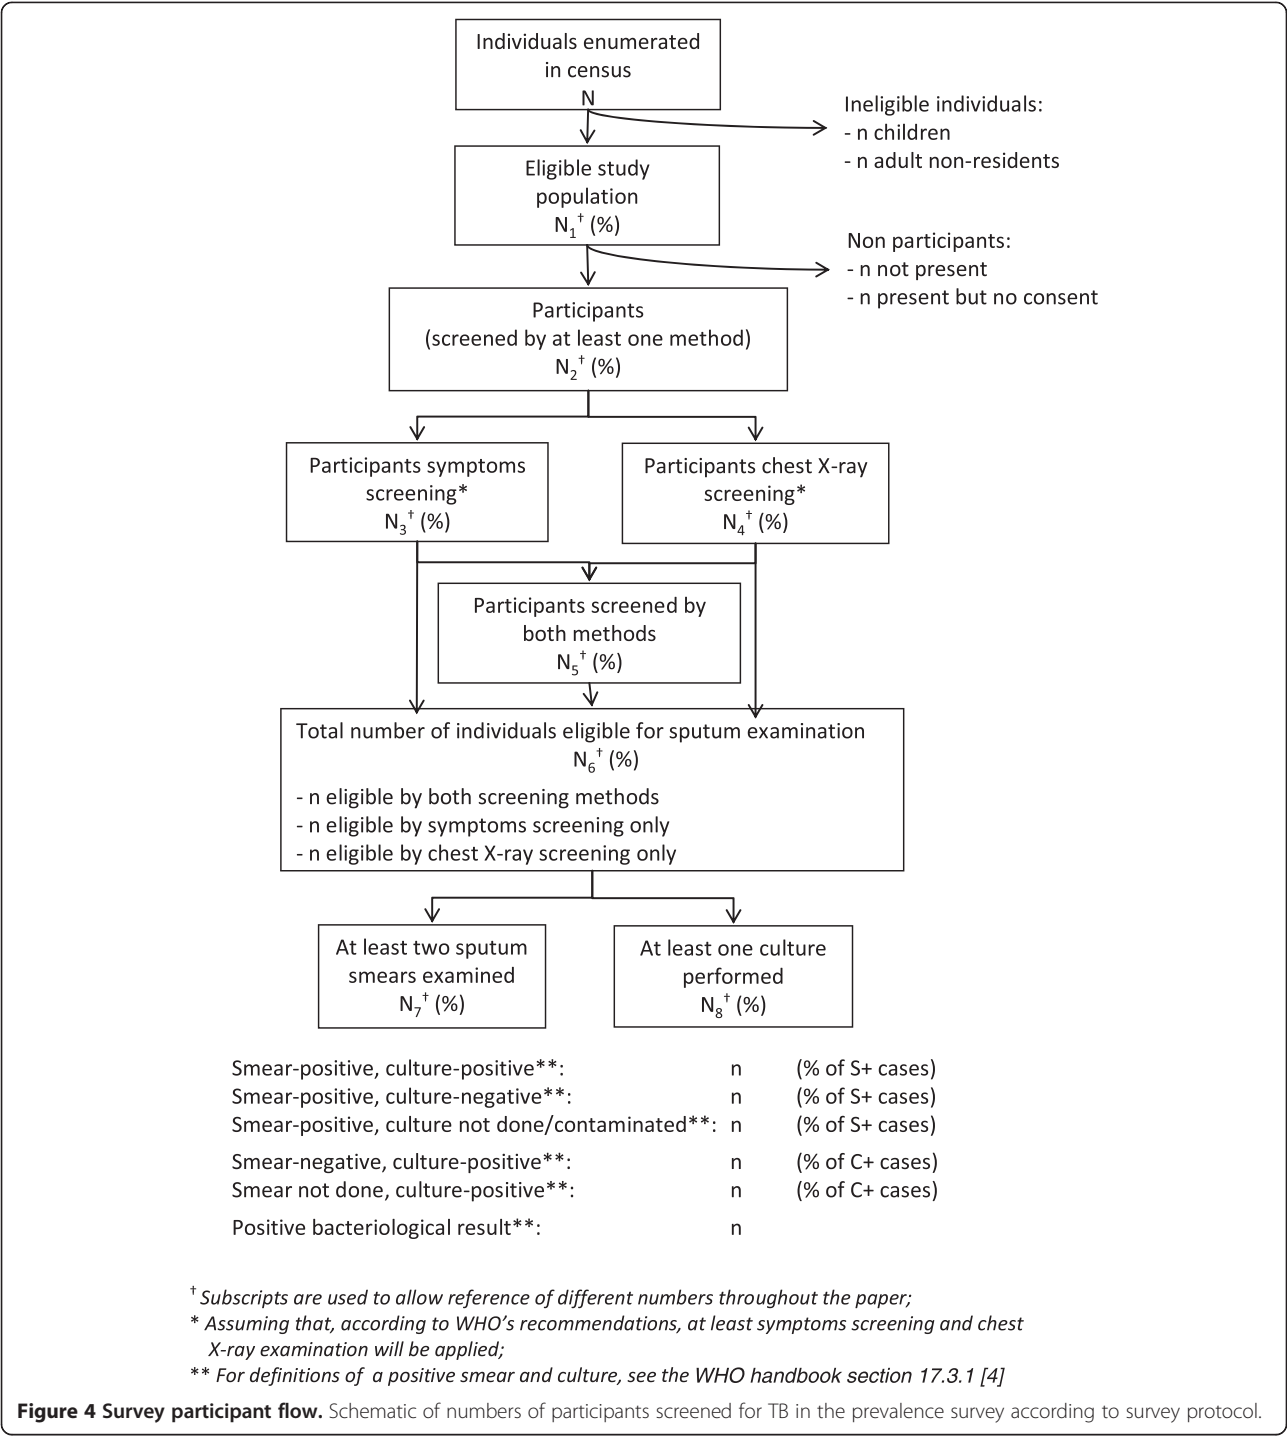 Individuals enumerated
in census
N
Ineligible individuals:
- n children
- n adult non-residents
Eligible study
population
N1† (%)
Non participants:
- n not present
- n present but no consent
Participants
(screened by at least one method)
N2† (%)
Participants symptoms
screening*
N3† (%)
Participants chest X-ray
screening*
N4† (%)
Participants screened by
both methods
N5† (%)
Total number of individuals eligible for sputum examination
N6† (%)
- n eligible by both screening methods
- n eligible by symptoms screening only
- n eligible by chest X-ray screening only
At least two sputum
smears examined
N7† (%)
At least one culture
performed
N8† (%)
Smear-positive, culture-positive**: n (% of S+ cases)
Smear-positive, culture-negative**: n (% of S+ cases)
Smear-positive, culture not done/contaminated**: n (% of S+ cases)
Smear-negative, culture-positive**: n (% of C+ cases)
Smear not done, culture-positive**: n (% of C+ cases)
Positive bacteriological result**: n
† Subscripts are used to allow reference of different numbers throughout the paper;
* Assuming that, according to WHO's recommendations, at least symptoms screening and chest
X-ray examination will be applied;
** For definitions of a positive smear and culture, see the WHO handbook section 17.3.1 [4]
Figure 4 Survey participant flow. Schematic of numbers of participants screened for TB in the prevalence survey according to survey protocol.